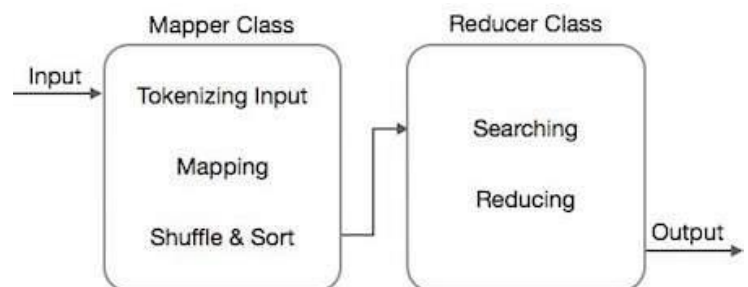 Mapper Class
Reducer Class
Input
Tokenizing Input
Mapping
Shuffle & Sort
Searching
Reducing
Output